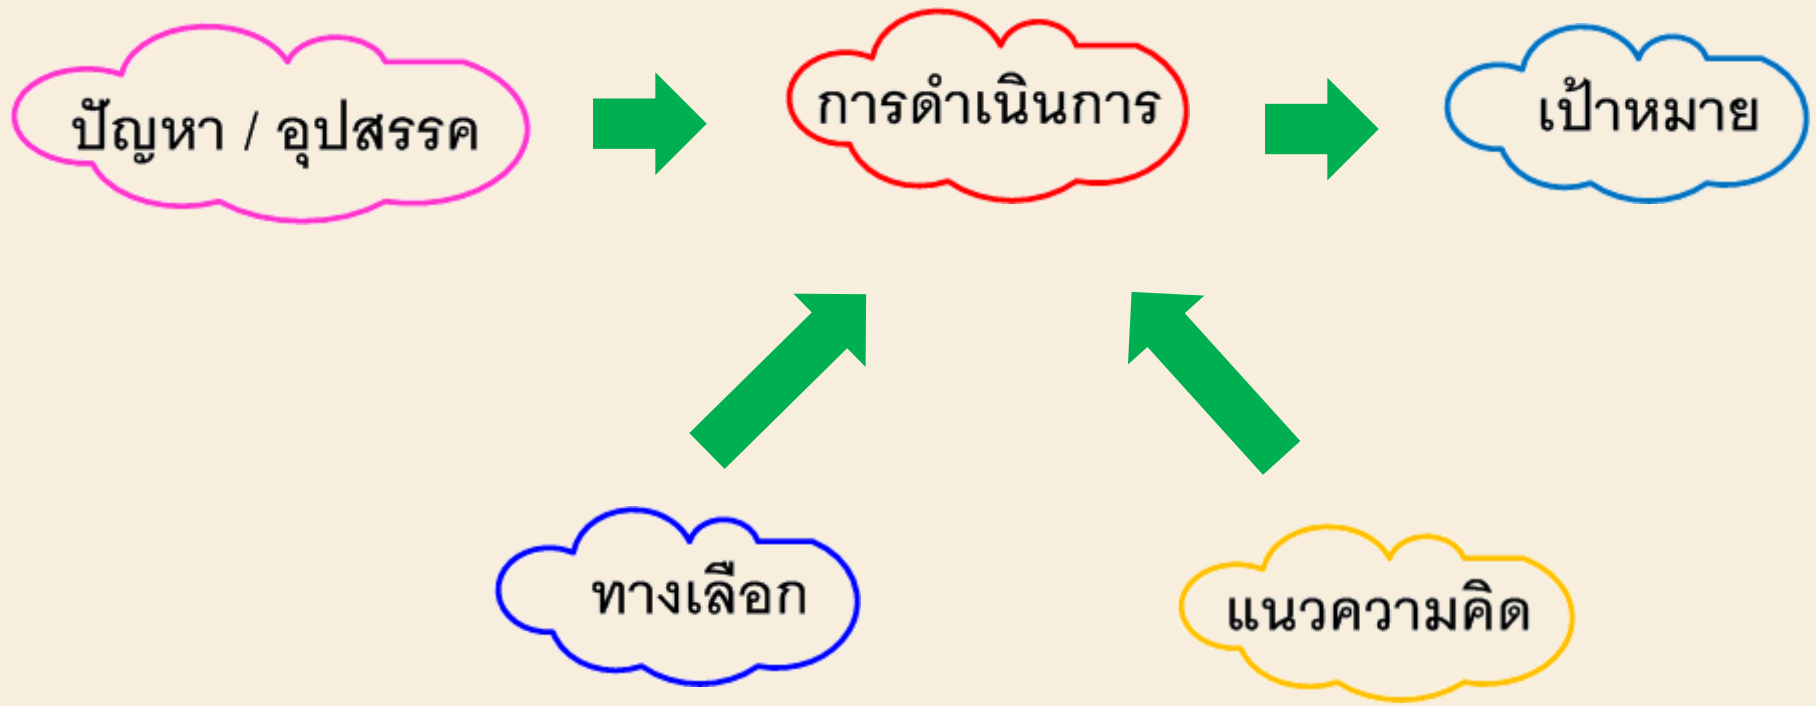 ปัญหา / อุปสรรค
การดำเนินการ
เป้าหมาย
ทางเลือก
แนวความคิด